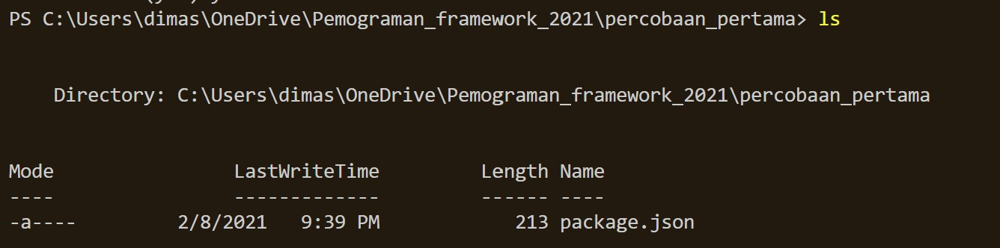 PS C:\Users\dimas\OneDrive\Pemograman_framework_2021\percobaan_pertama> ls
Directory: C:\Users\dimas\OneDrive\Pemograman_framework_2021\percobaan_pertama
Mode LastWriteTime Length Name
---- ------------- ------ ----
-a---- 2/8/2021 9:39 PM 213 package.json